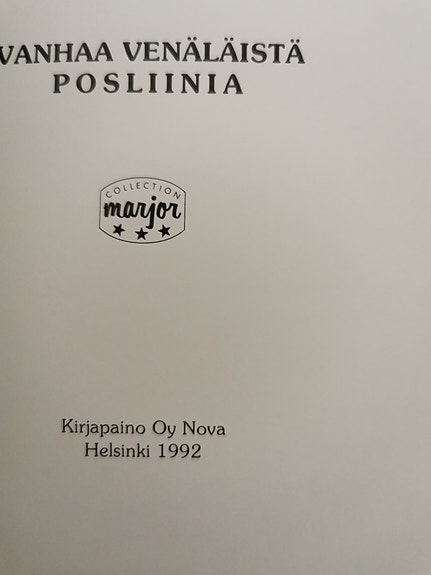 VANHAA VENÄLÄISTÄ
POSLIINIA
COLLECTION
marjor
Kirjapaino Oy Nova
Helsinki 1992